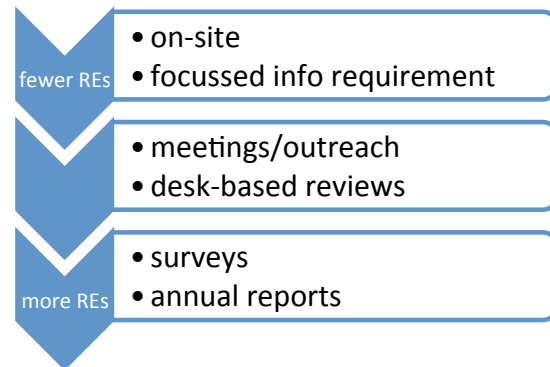 fewer REs
• on-site
• focussed info requirement
• meetings/outreach
• desk-based reviews
more REs
• surveys
• annual reports